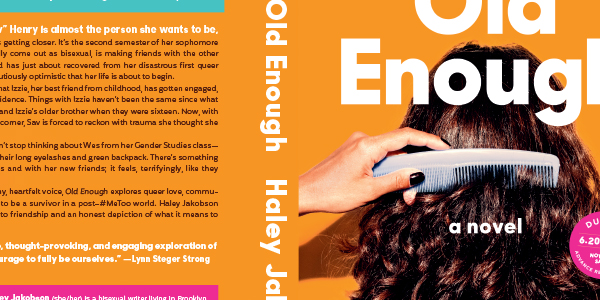 y” Henry is almost the person she wants to be,
getting closer. It’s the second semester of her sophomore
ly come out as bisexual, is making friends with the other
d has just about recovered from her disastrous first queer
utiously optimistic that her life is about to begin.
hat Izzie, her best friend from childhood, has gotten engaged,
idence. Things with Izzie haven’t been the same since what
and Izzie’s older brother when they were sixteen. Now, with
corner, Sav is forced to reckon with trauma she thought she
n’t stop thinking about Wes from her Gender Studies class—
heir long eyelashes and green backpack. There’s something
s and with her new friends; it feels, terrifyingly, like they
y, heartfelt voice, Old Enough explores queer love, commu-
to be a survivor in a post–#MeToo world. Haley Jakobson
to friendship and an honest depiction of what it means to
, thought-provoking, and engaging exploration of
urage to fully be ourselves.” —Lynn Steger Strong
ley Jakobson (she/her) is a bisexual writer living in Brooklyn
Old Enough Haley Ja
Old
Enough
a novel
6.20